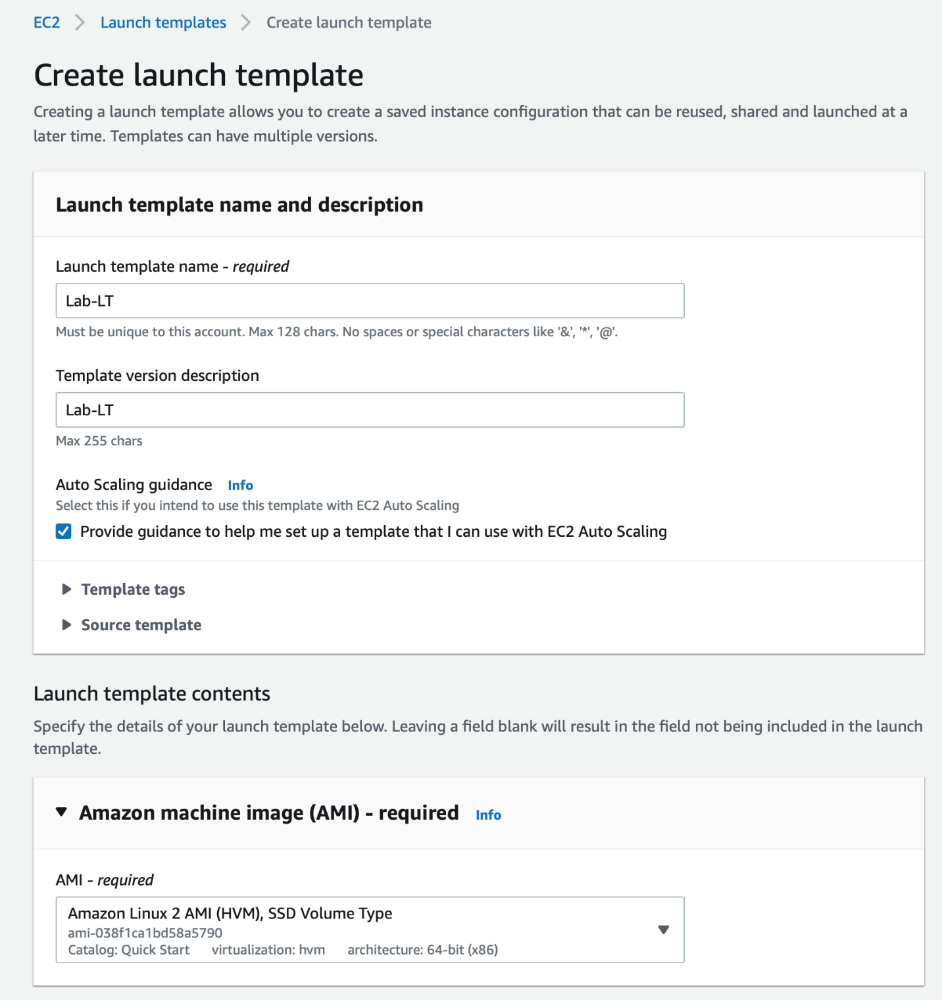 EC2 > Launch templates > Create launch template
Create launch template
Creating a launch template allows you to create a saved instance configuration that can be reused, shared and launched at a
later time. Templates can have multiple versions.
Launch template name and description
Launch template name - required
Lab-LT
Must be unique to this account. Max 128 chars. No spaces or special characters like '&', '*', '@'.
Template version description
Lab-LT
Max 255 chars
Auto Scaling guidance Info
Select this if you intend to use this template with EC2 Auto Scaling
Provide guidance to help me set up a template that I can use with EC2 Auto Scaling
Template tags
Source template
Launch template contents
Specify the details of your launch template below. Leaving a field blank will result in the field not being included in the launch
template.
Amazon machine image (AMI) - required Info
AMI - required
Amazon Linux 2 AMI (HVM), SSD Volume Type
ami-038f1ca1bd58a5790
Catalog: Quick Start virtualization: hvm architecture: 64-bit (x86)